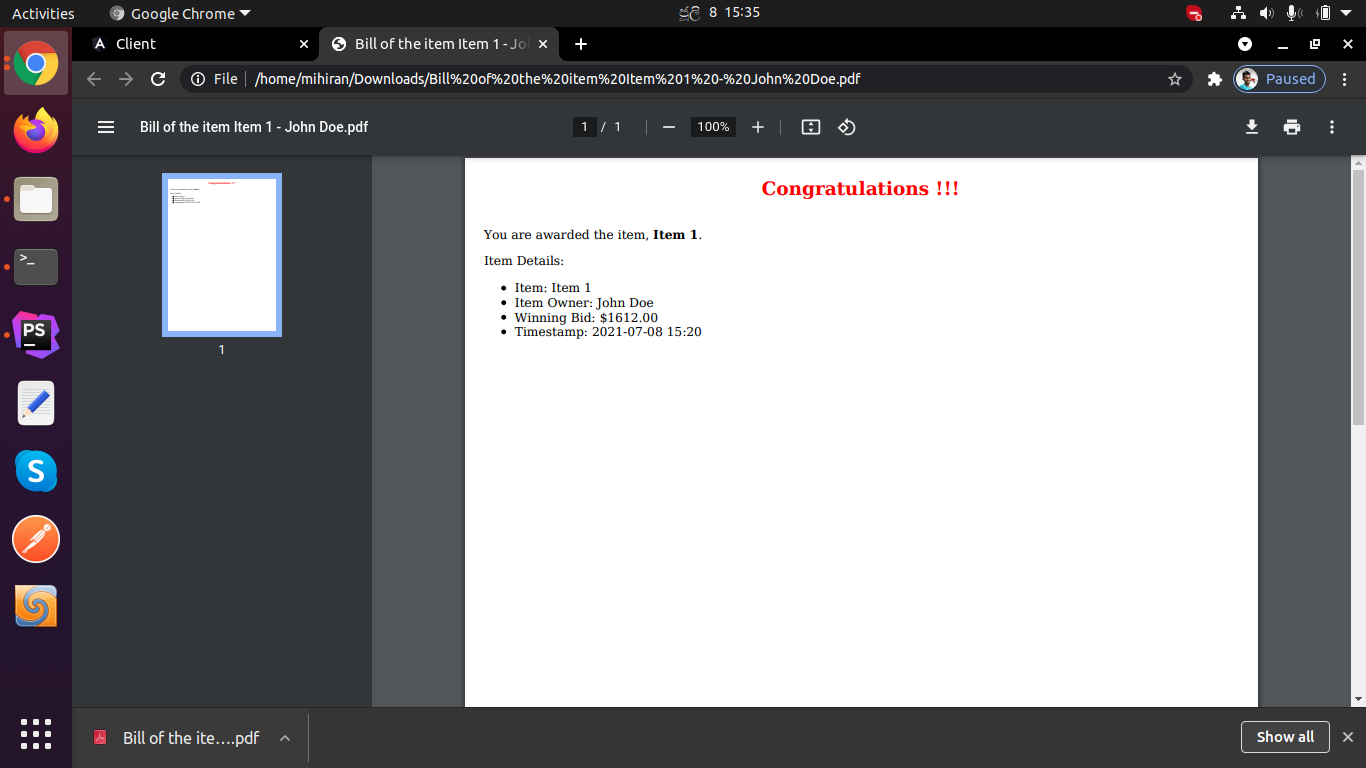 Activities
Google Chrome
ජූලි 8 15:35
Client
Bill of the item Item 1 - Jo
File
/home/mihiran/Downloads/Bill%20of%20the%20item%20Item%201%20-%20John%20Doe.pdf
Paused
Bill of the item Item 1 - John Doe.pdf
1 / 1
100%
Congratulations !!!
You are awarded the item, Item 1.
Item Details:
Item: Item 1
Item Owner: John Doe
Winning Bid: $1612.00
Timestamp: 2021-07-08 15:20
1
>_
PS
S
Bill of the ite....pdf
Show all